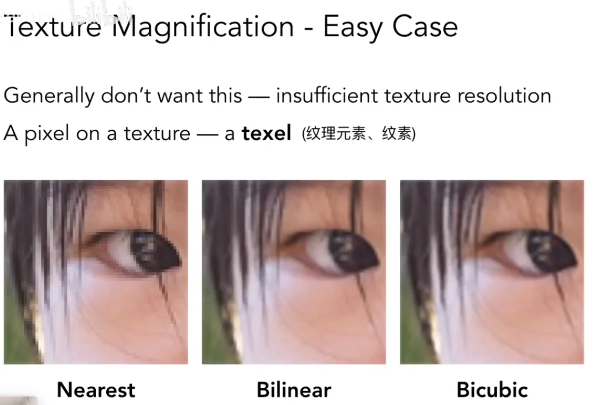 Texture Magnification - Easy Case
Generally don't want this — insufficient texture resolution
A pixel on a texture — a texel (纹理元素、纹素)
Nearest
Bilinear
Bicubic